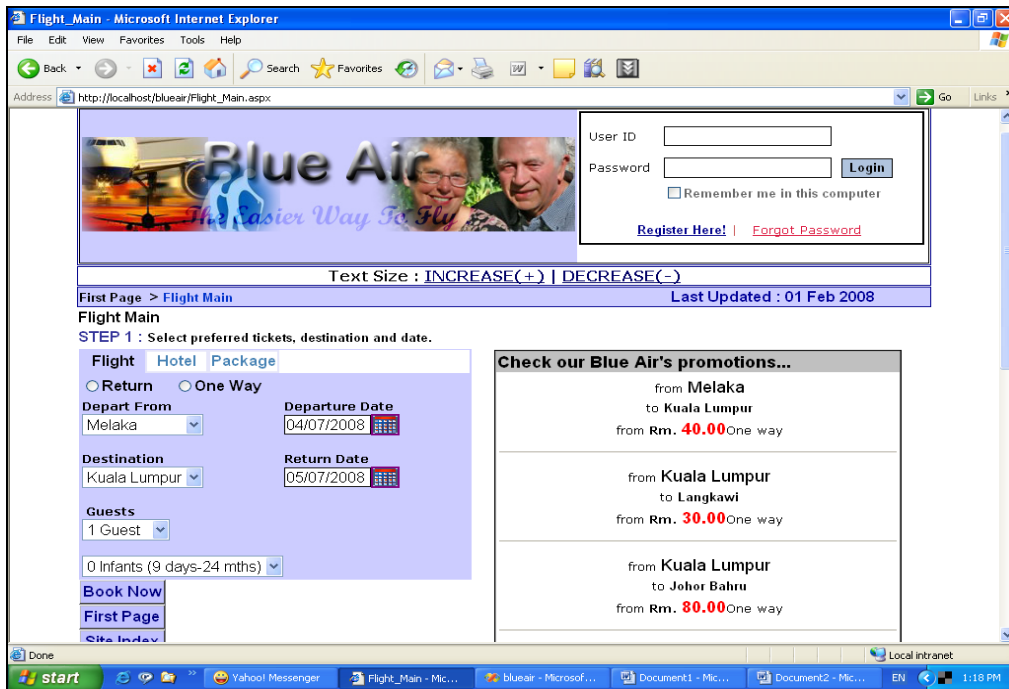 Flight_Main - Microsoft Internet Explorer
File Edit View Favorites Tools Help
Back Search Favorites
Address http://localhost/blueair/Flight_Main.aspx Go Links
Blue Air
The Easier Way To Fly
User ID
Password Login
Remember me in this computer
Register Here! | Forgot Password
Text Size : INCREASE(+) | DECREASE(-)
First Page > Flight Main Last Updated : 01 Feb 2008
Flight Main
STEP 1 : Select preferred tickets, destination and date.
Flight Hotel Package
Return One Way
Depart From Departure Date
Melaka 04/07/2008
Destination Return Date
Kuala Lumpur 05/07/2008
Guests
1 Guest
0 Infants (9 days-24 mths)
Book Now
First Page
Site Index
Check our Blue Air's promotions...
from Melaka
to Kuala Lumpur
from Rm. 40.00One way
from Kuala Lumpur
to Langkawi
from Rm. 30.00One way
from Kuala Lumpur
to Johor Bahru
from Rm. 80.00One way
Done Local intranet
start Yahoo! Messenger Flight_Main - Mic... blueair - Microsof... Document1 - Mic... Document2 - Mic... EN 1:18 PM